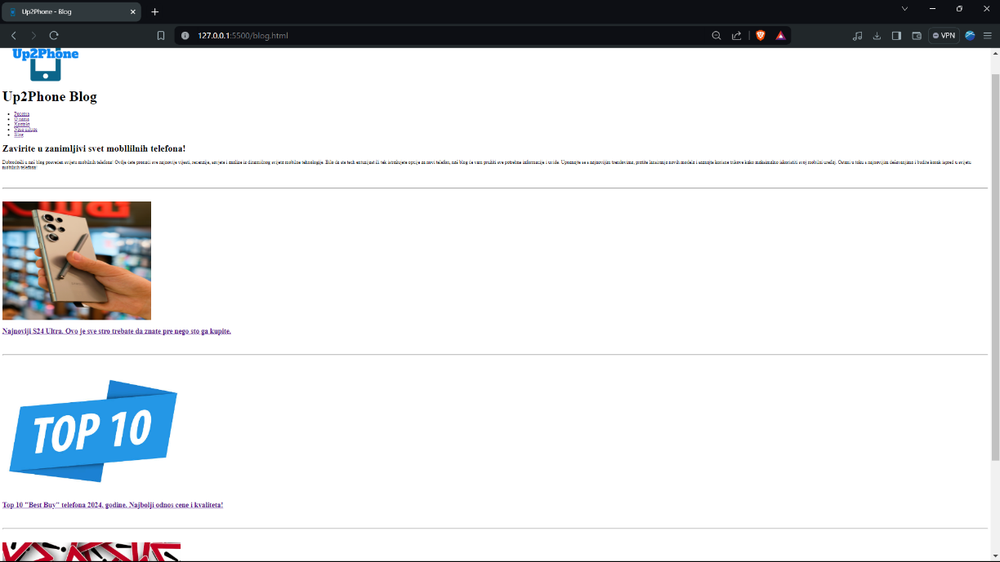 Up2Phone - Blog
127.0.0.1:5500/blog.html
VPN
Up2Phone
Up2Phone Blog
Pocetna
O nama
Kontakt
Nase usluge
Blog
Zavirite u zanimljivi svet mobllilnih telefona!
Dobrodošli u naš blog posvećen svijetu mobilnih telefona! Ovdje ćete pronaći sve najnovije vijesti, recenzije, savjete i analize iz dinamičnog svijeta mobilne tehnologije. Bilo da ste tech entuzijast ili tek istražujete opcije za novi telefon, naš blog će vam pružiti sve potrebne informacije i uvide. Upoznajte se s najnovijim trendovima, pratite lansiranja novih modela i saznajte korisne trikove kako maksimalno iskoristiti svoj mobilni uređaj. Ostani u toku s najnovijim dešavanjima i budite korak ispred u svijetu
mobilnih telefona!
Najnoviji S24 Ultra. Ovo je sve stro trebate da znate pre nego sto ga kupite.
TOP 10
Top 10 "Best Buy" telefona 2024. godine. Najbolji odnos cene i kvaliteta!